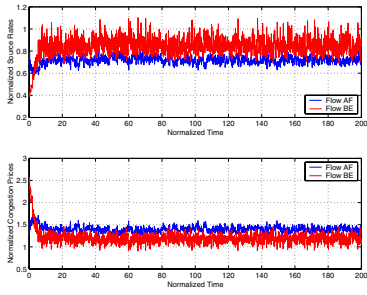 1.2
1
0.8
0.6
0.4
0.2
Normalized Source Rates
Flow AF
Flow BE
0 20 40 60 80 100 120 140 160 180 200
Normalized Time
3
2.5
2
1.5
1
0.5
Normalized Congestion Prices
Flow AF
Flow BE
0 20 40 60 80 100 120 140 160 180 200
Normalized Time